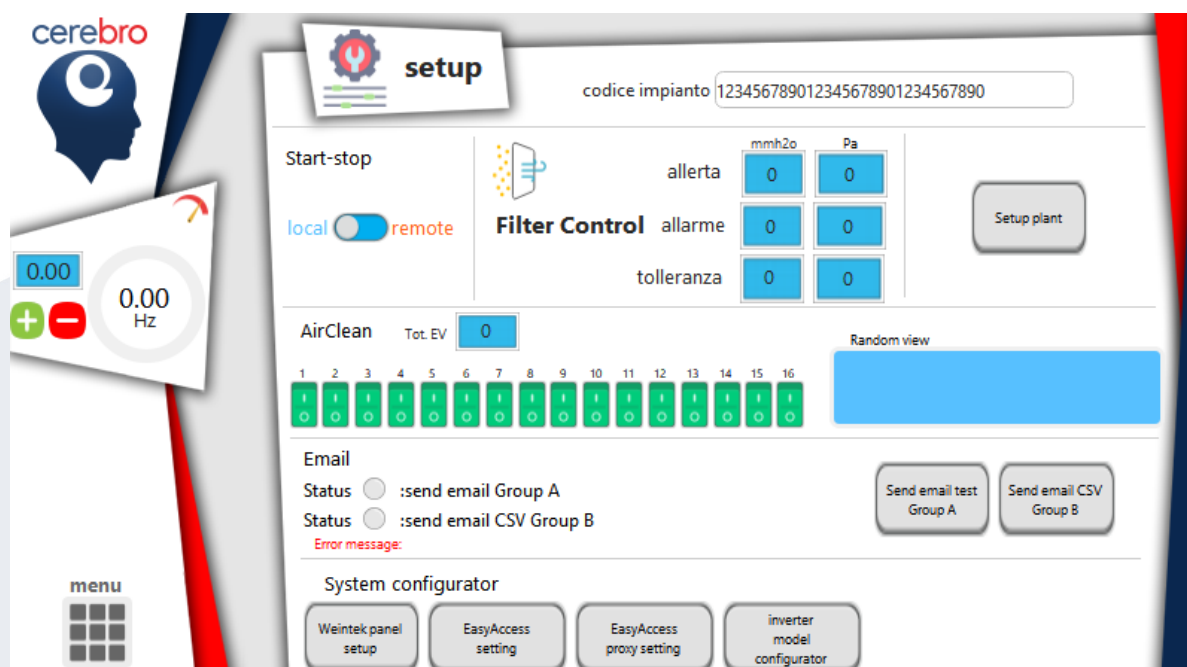 cerebro
setup
codice impianto 123456789012345678901234567890
Start-stop
local
remote
Filter Control
mmh2o
Pa
allerta
0
0
allarme
0
0
tolleranza
0
0
Setup plant
0.00
0.00
Hz
AirClean
Tot. EV
0
1 2 3 4 5 6 7 8 9 10 11 12 13 14 15 16
Random view
Email
Status :send email Group A
Status :send email CSV Group B
Error message:
Send email test
Group A
Send email CSV
Group B
System configurator
Weintek panel
setup
EasyAccess
setting
EasyAccess
proxy setting
inverter
model
configurator
menu